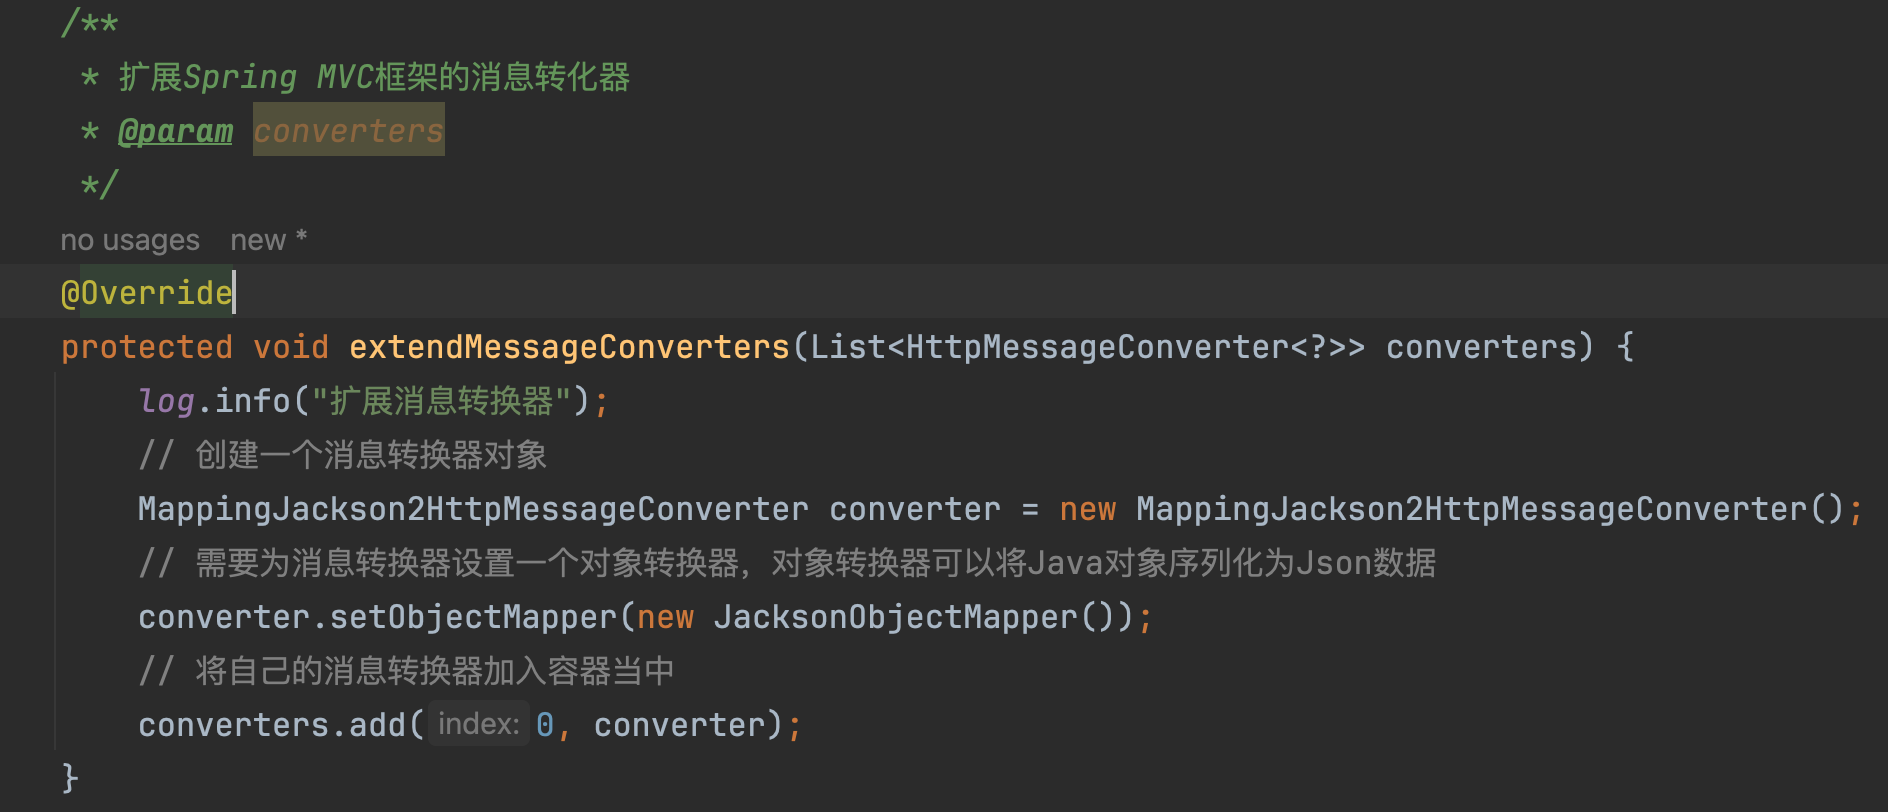 /**
 * 扩展Spring MVC框架的消息转化器
 * @param converters
 */
no usages   new *
@Override
protected void extendMessageConverters(List<HttpMessageConverter<?>> converters) {
    log.info("扩展消息转换器");
    // 创建一个消息转换器对象
    MappingJackson2HttpMessageConverter converter = new MappingJackson2HttpMessageConverter();
    // 需要为消息转换器设置一个对象转换器，对象转换器可以将Java对象序列化为Json数据
    converter.setObjectMapper(new JacksonObjectMapper());
    // 将自己的消息转换器加入容器当中
    converters.add( index: 0, converter);
}